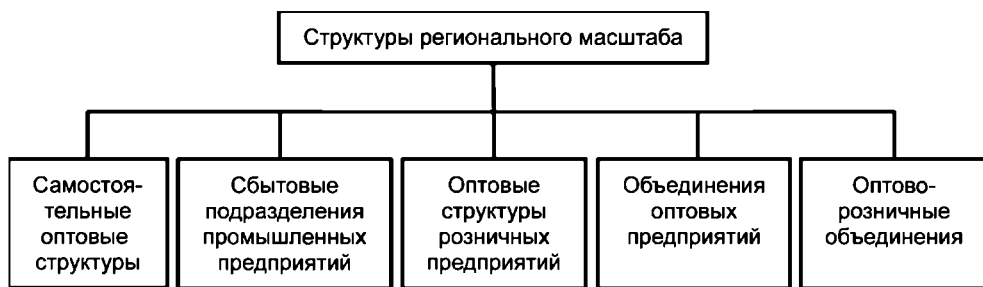 Структуры регионального масштаба
Самостоя-
тельные
оптовые
структуры
Сбытовые
подразделения
промышленных
предприятий
Оптовые
структуры
розничных
предприятий
Объединения
оптовых
предприятий
Оптово-
розничные
объединения